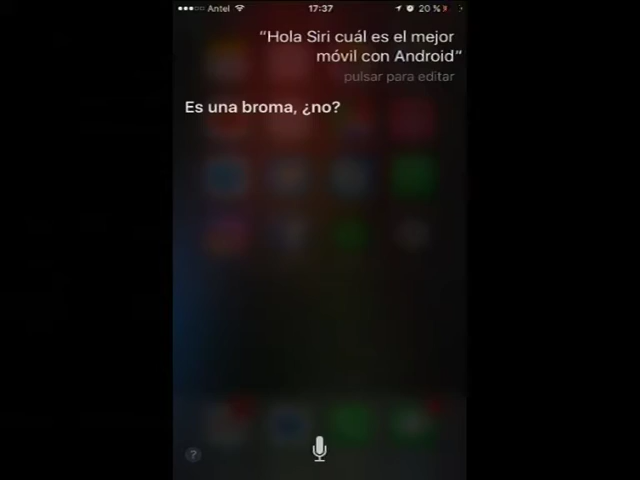 Antel 17:37 20 %
“Hola Siri cuál es el mejor
móvil con Android”
pulsar para editar
Es una broma, ¿no?
?